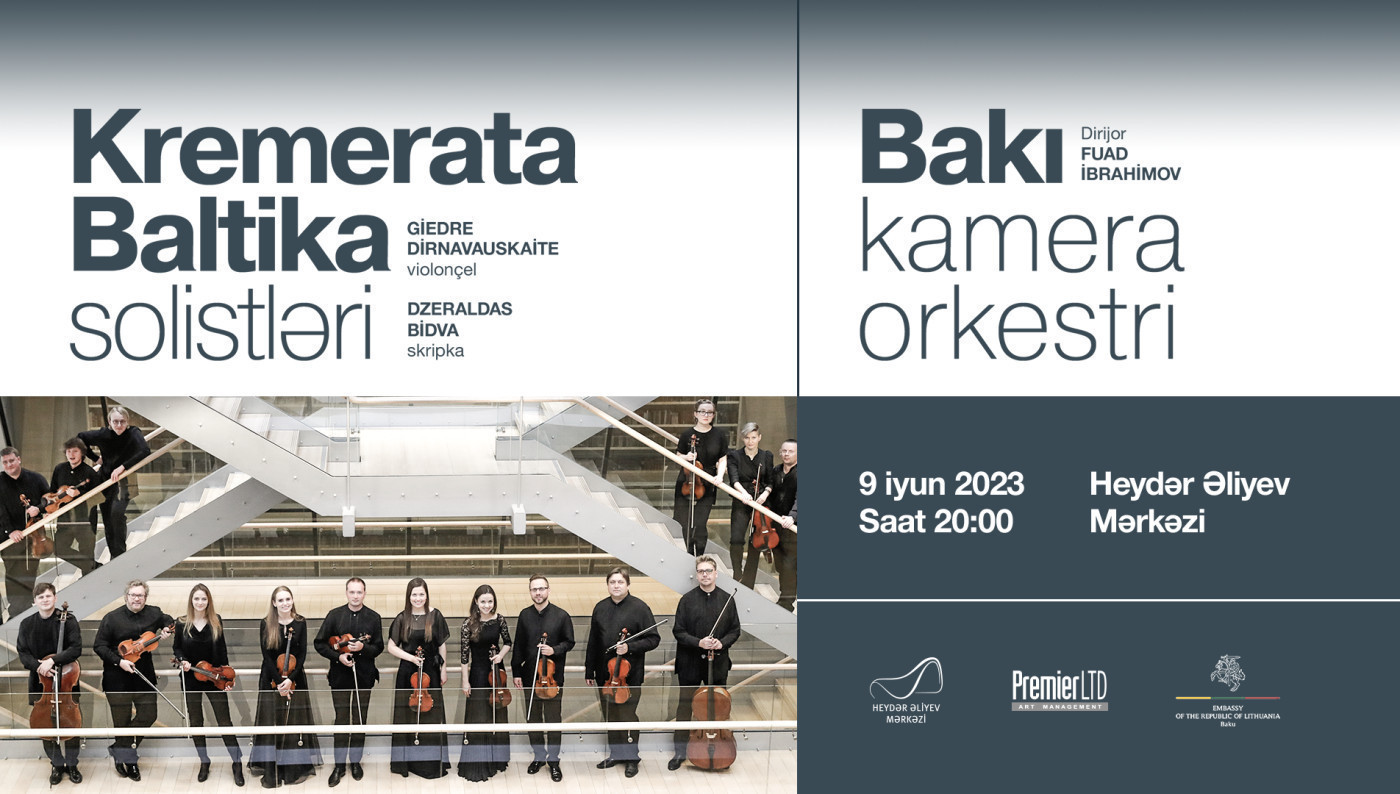 Kremerata
Baltika
solistləri
GİEDRE
DİRNAVAUSKAİTE
violonçel
DZERALDAS
BİDVA
skripka
Bakı
kamera
orkestri
Dirijor
FUAD
İBRAHİMOV
9 iyun 2023
Saat 20:00
Heydər Əliyev
Mərkəzi
HEYDƏR ƏLİYEV
MƏRKƏZİ
PremierLTD
ART MANAGEMENT
EMBASSY
OF THE REPUBLIC OF LITHUANIA
Baku